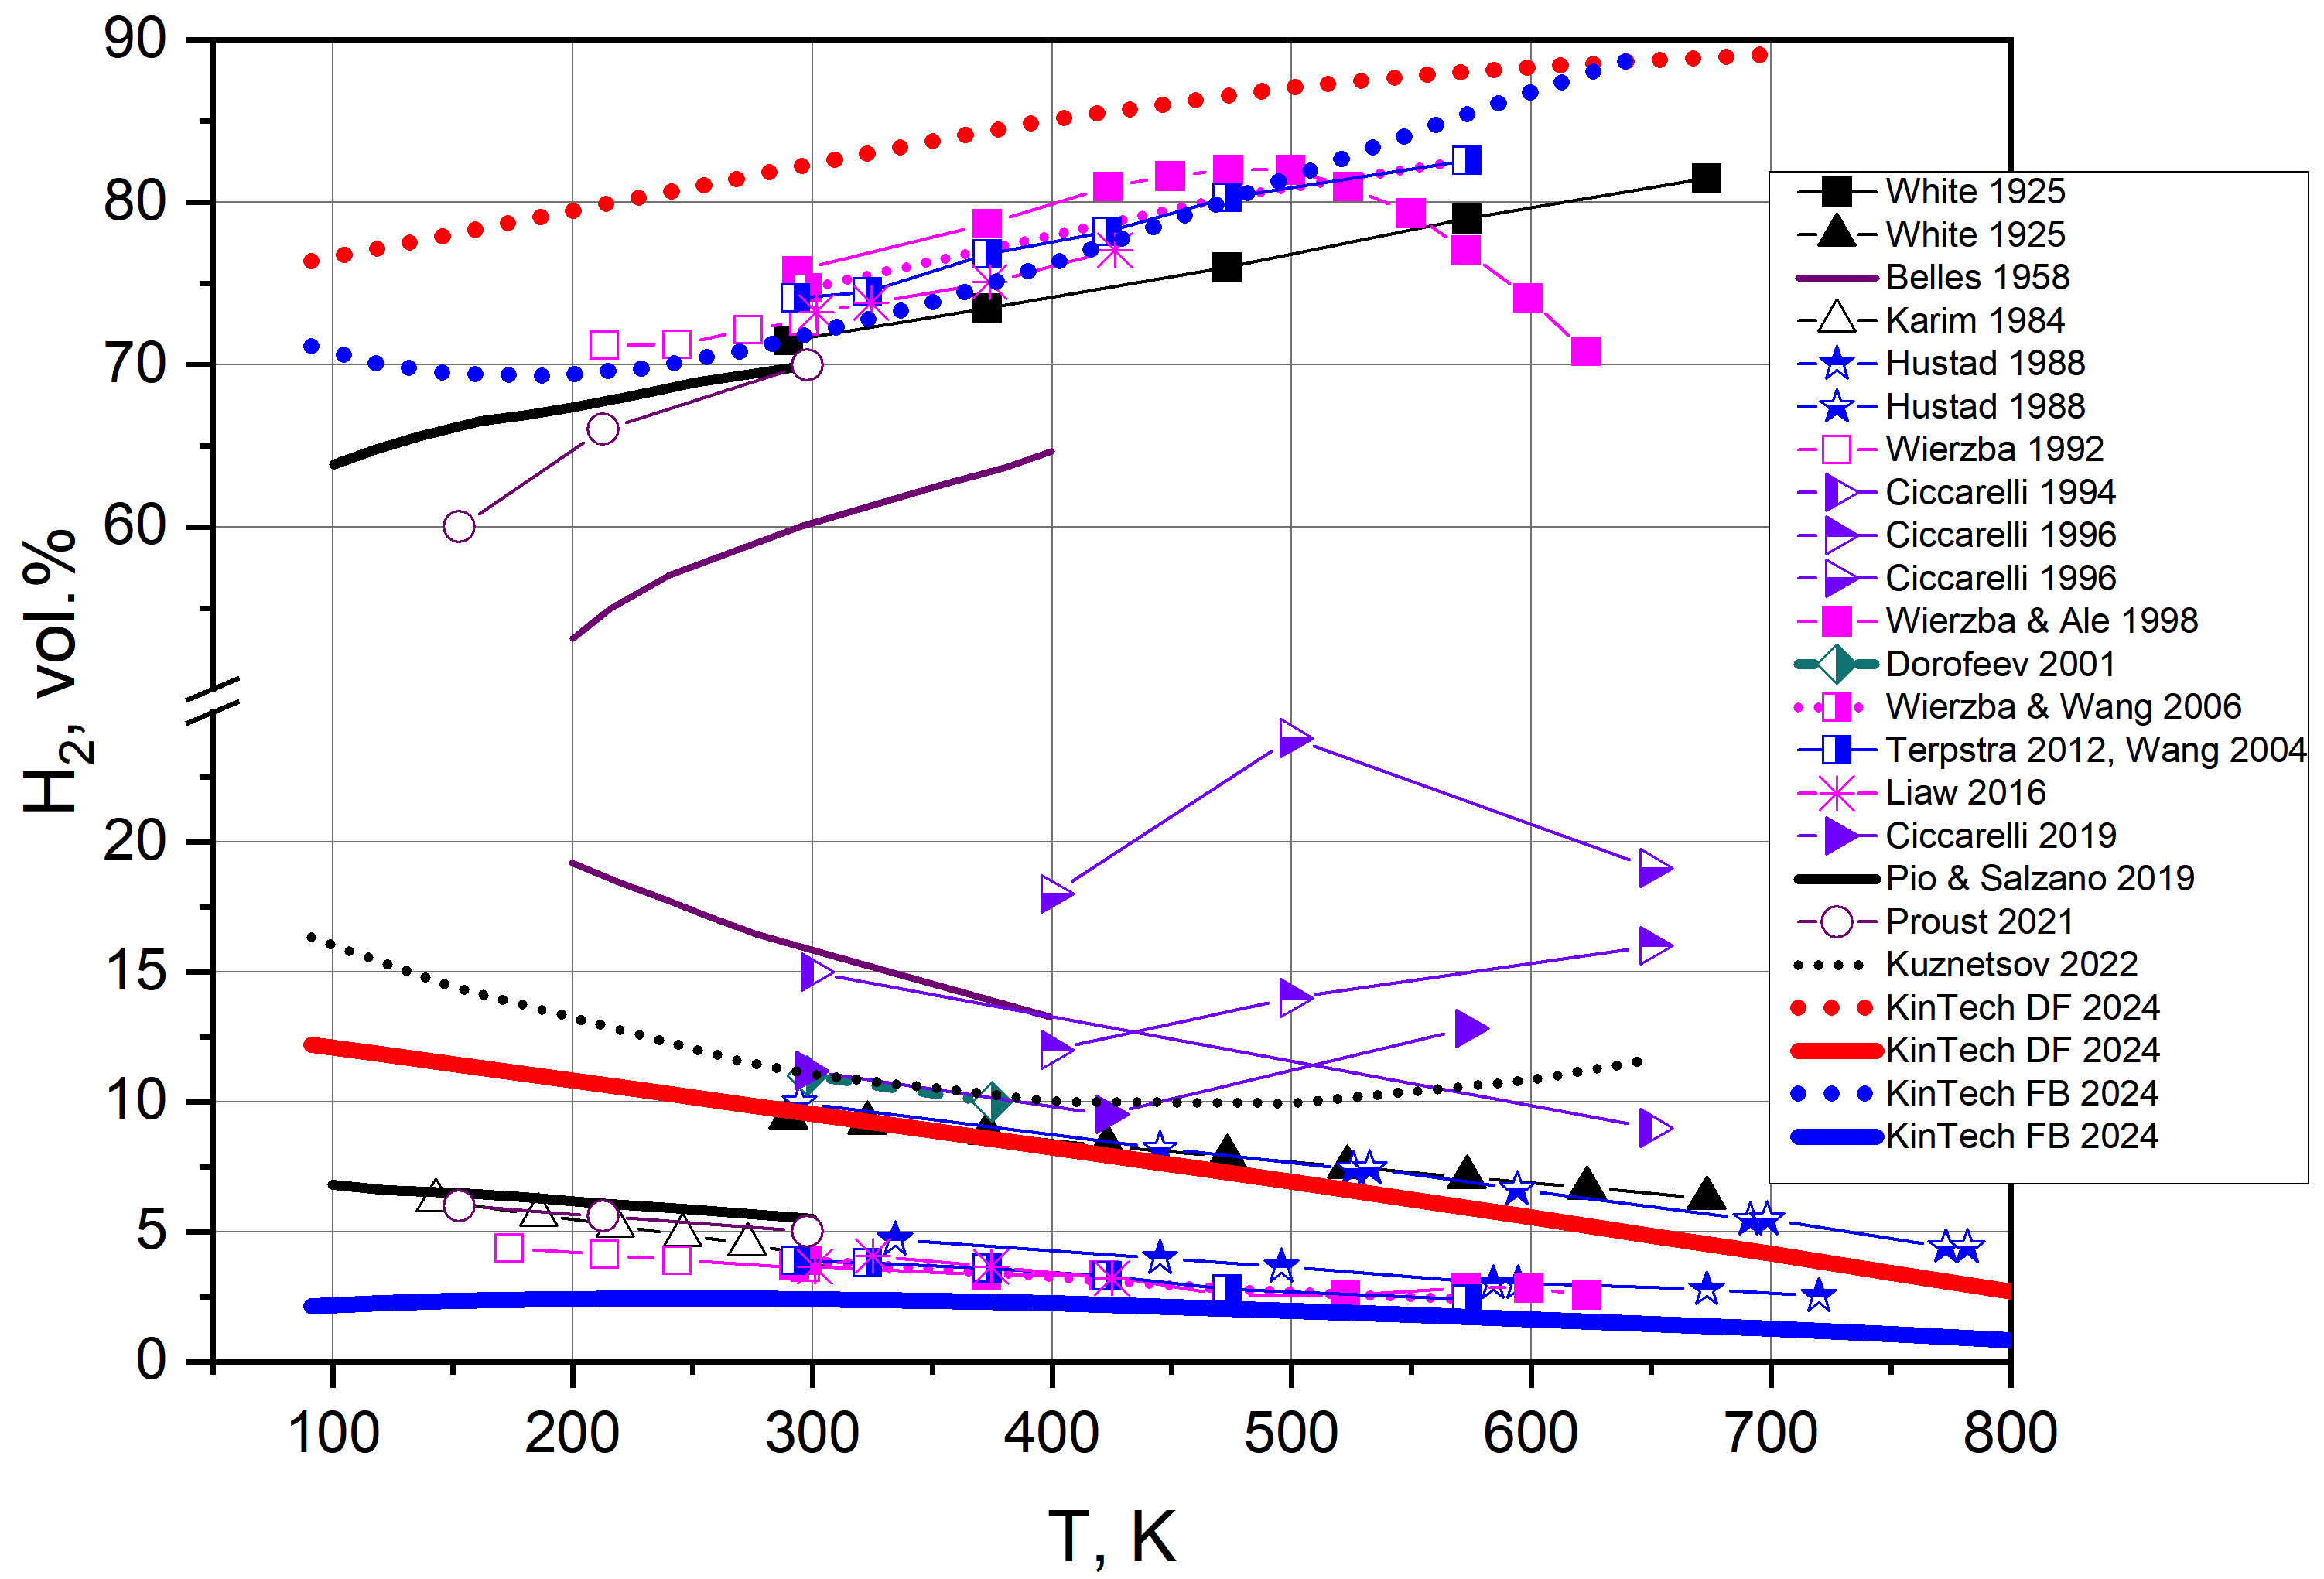 90
80
70
60
20
15
10
5
0
H2, vol.%
100 200 300 400 500 600 700 800
T, K
White 1925
White 1925
Belles 1958
Karim 1984
Hustad 1988
Hustad 1988
Wierzba 1992
Ciccarelli 1994
Ciccarelli 1996
Ciccarelli 1996
Wierzba & Ale 1998
Dorofeev 2001
Wierzba & Wang 2006
Terpstra 2012, Wang 2004
Liaw 2016
Ciccarelli 2019
Pio & Salzano 2019
Proust 2021
Kuznetsov 2022
KinTech DF 2024
KinTech DF 2024
KinTech FB 2024
KinTech FB 2024